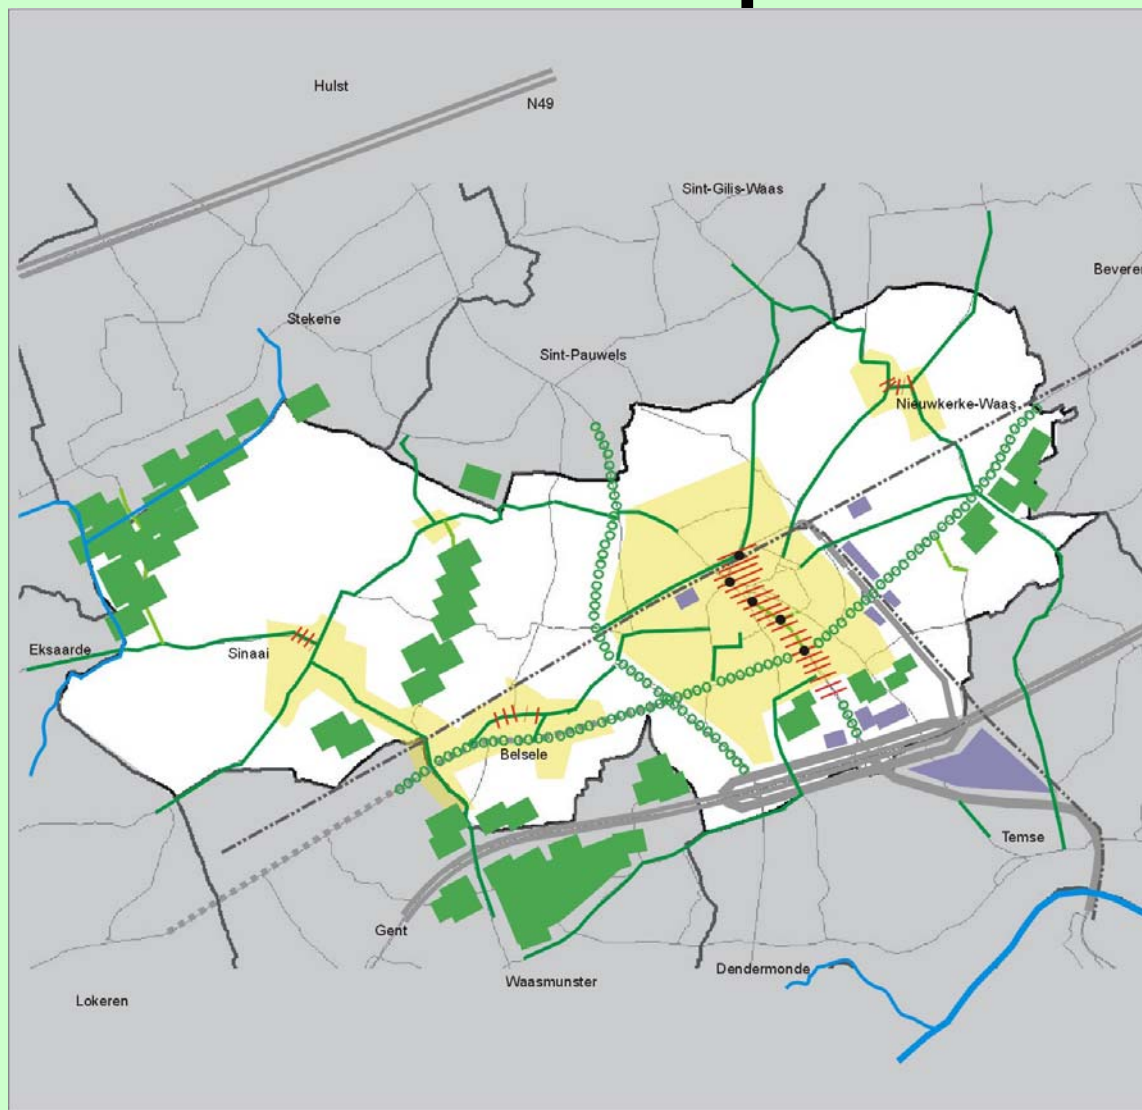 Hulst
N49
Sint-Gilis-Waas
Beveren
Stekene
Sint-Pauwels
Nieuwkerke-Waas
Eksaarde
Sinaai
Belsele
Temse
Gent
Dendermonde
Waasmunster
Lokeren